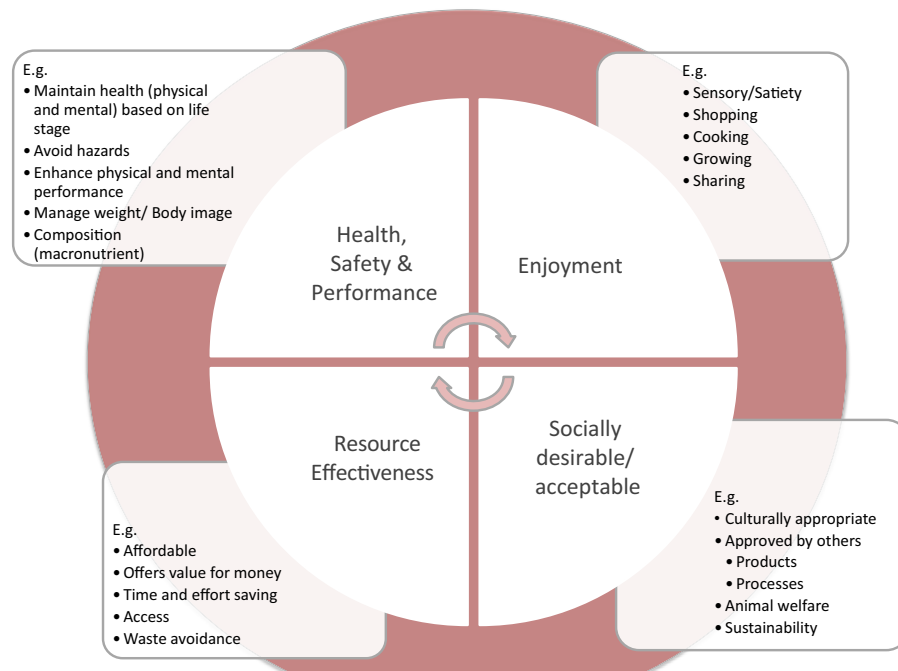 E.g.
• Maintain health (physical
and mental) based on life
stage
• Avoid hazards
• Enhance physical and mental
performance
• Manage weight/ Body image
• Composition
(macronutrient)
E.g.
• Sensory/Satiety
• Shopping
• Cooking
• Growing
• Sharing
Health,
Safety &
Performance
Enjoyment
Resource
Effectiveness
Socially
desirable/
acceptable
E.g.
• Affordable
• Offers value for money
• Time and effort saving
• Access
• Waste avoidance
E.g.
• Culturally appropriate
• Approved by others
• Products
• Processes
• Animal welfare
• Sustainability